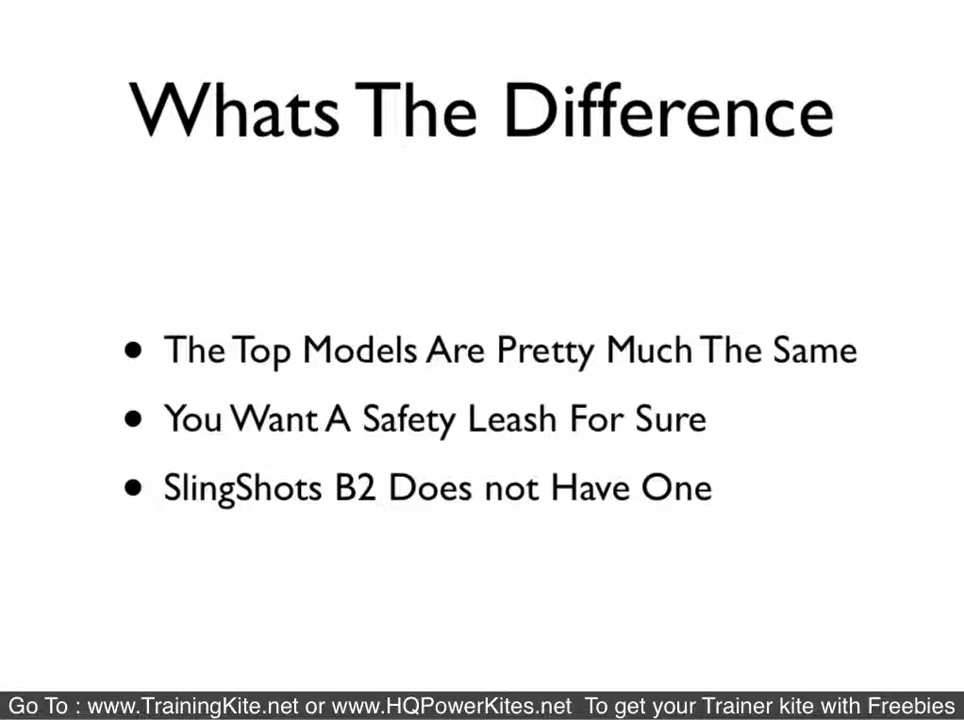 Whats The Difference
• The Top Models Are Pretty Much The Same
• You Want A Safety Leash For Sure
• SlingShots B2 Does not Have One
Go To : www.TrainingKite.net or www.HQPowerKites.net To get your Trainer kite with Freebies